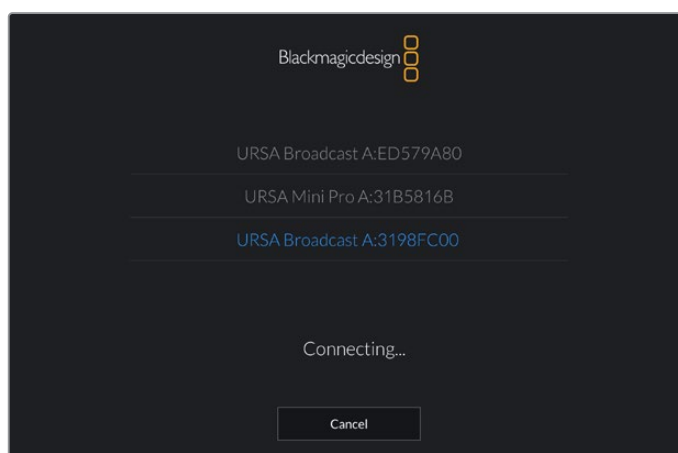 Blackmagicdesign
URSA Broadcast A:ED579A80
URSA Mini Pro A:31B5816B
URSA Broadcast A:3198FC00
Connecting...
Cancel